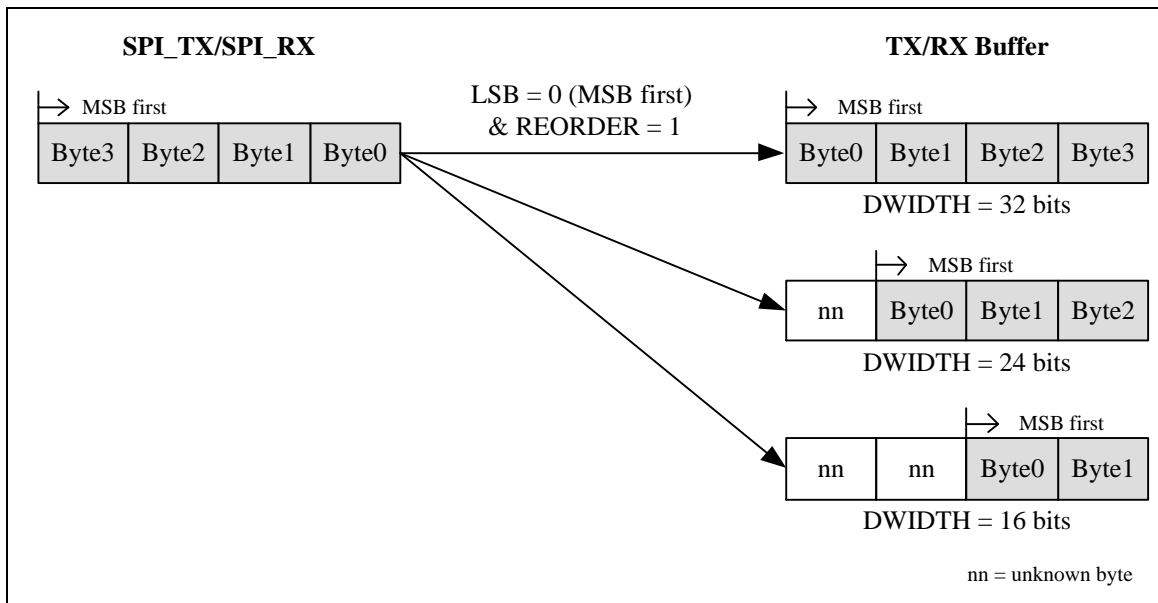 SPI_TX/SPI_RX
TX/RX Buffer
MSB first
LSB = 0 (MSB first)
& REORDER = 1
MSB first
Byte3 Byte2 Byte1 Byte0
Byte0 Byte1 Byte2 Byte3
DWIDTH = 32 bits
MSB first
nn Byte0 Byte1 Byte2
DWIDTH = 24 bits
MSB first
nn nn Byte0 Byte1
DWIDTH = 16 bits
nn = unknown byte